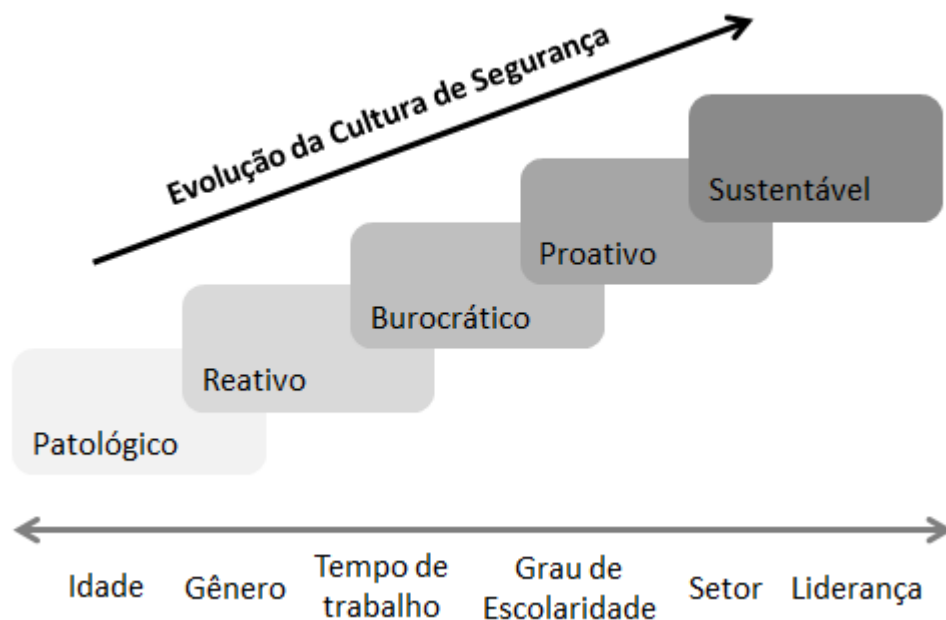 Evolução da Cultura de Segurança
Sustentável
Proativo
Burocrático
Reativo
Patológico
Idade
Gênero
Tempo de
trabalho
Grau de
Escolaridade
Setor
Liderança